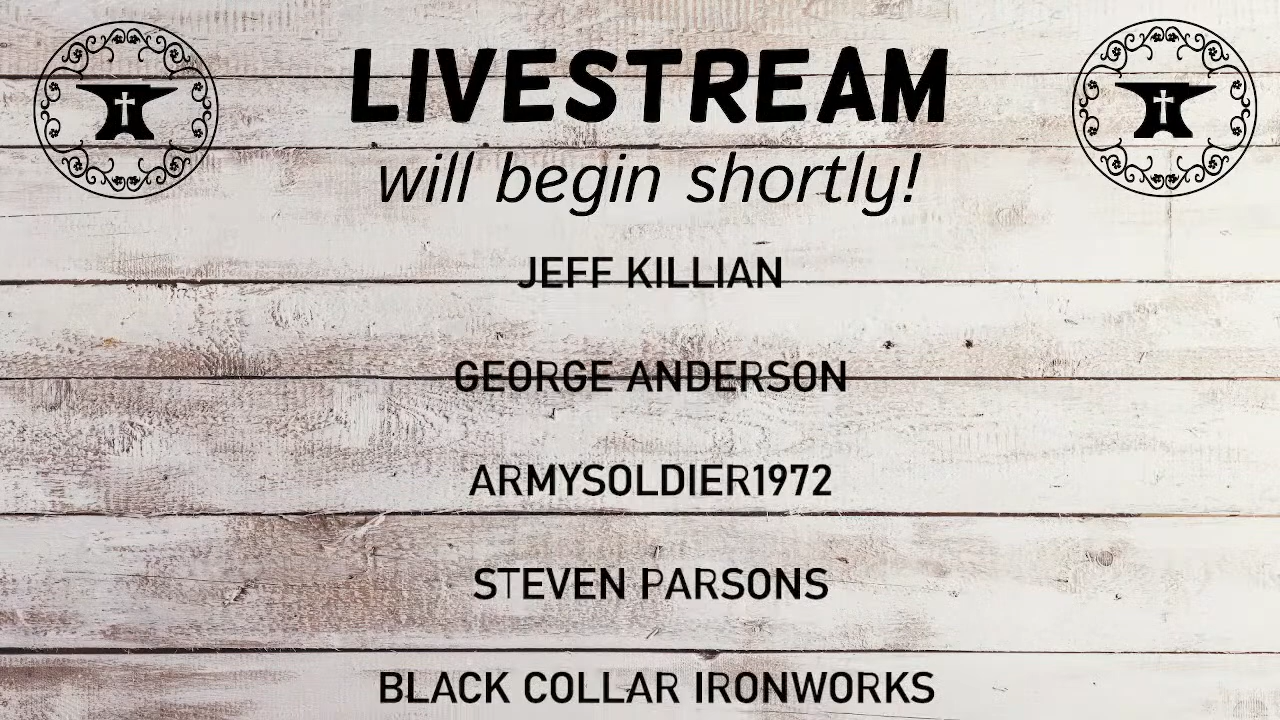 LIVESTREAM
will begin shortly!
JEFF KILLIAN
GEORGE ANDERSON
ARMYSOLDIER1972
STEVEN PARSONS
BLACK COLLAR IRONWORKS